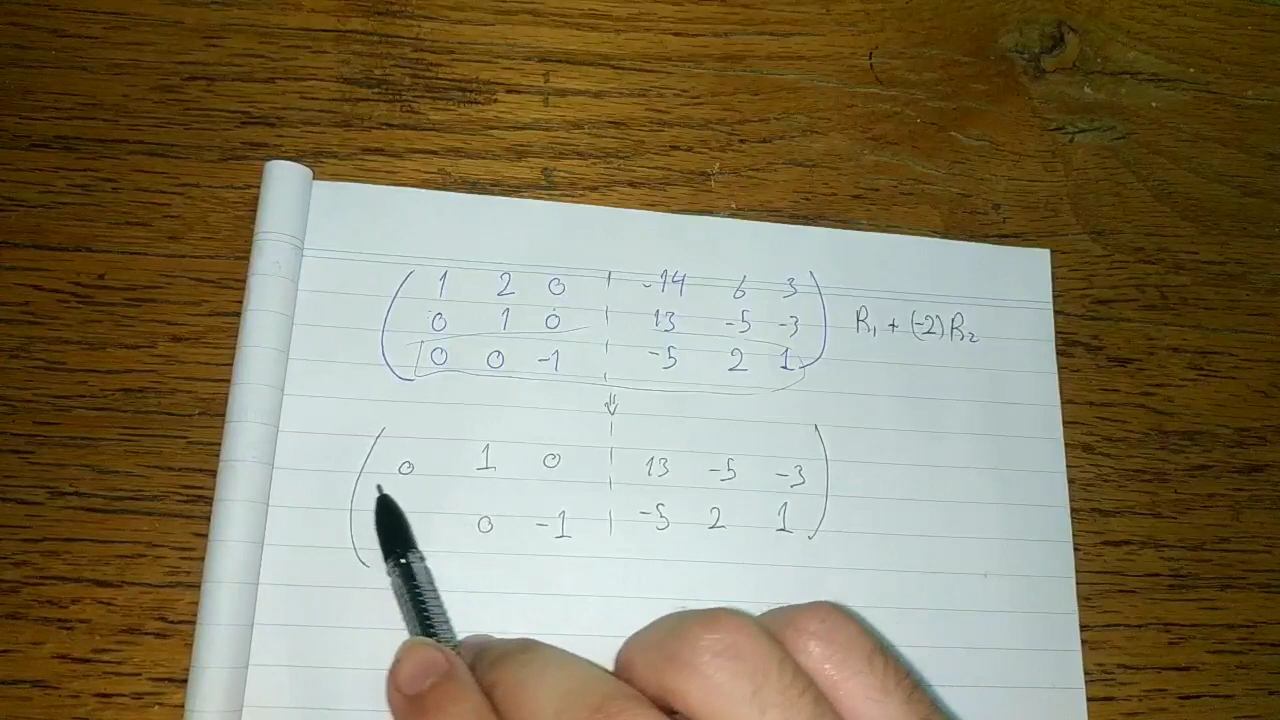 1 2 0 | -14 6 3
0 1 0 | 13 -5 -3 R₁ + (-2)R₂
0 0 -1 | -5 2 1
⇓
0 1 0 | 13 -5 -3
0 -1 | -5 2 1